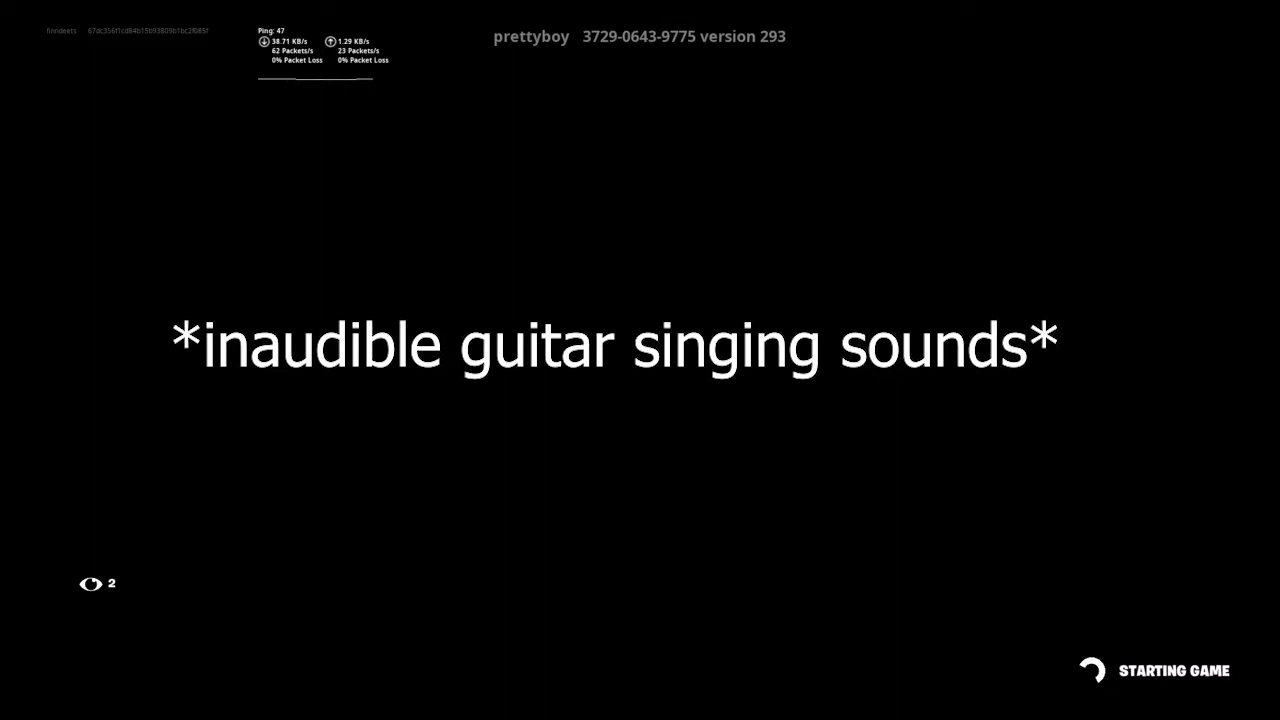 finndeets
Ping: 47
38.71 KB/s 1.29 KB/s
62 Packets/s 23 Packets/s
0% Packet Loss 0% Packet Loss
prettyboy 3729-0643-9775 version 293
*inaudible guitar singing sounds*
2
STARTING GAME